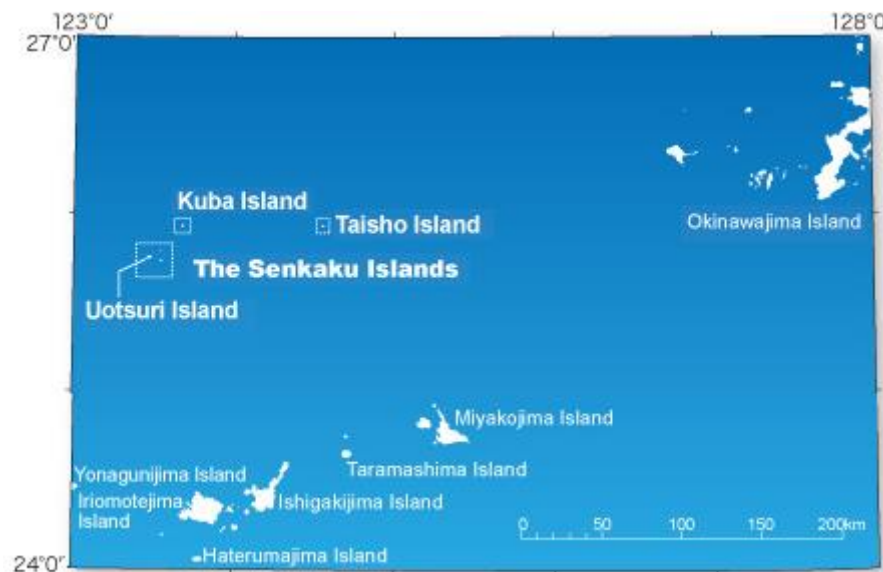 123°0′
128°0′
27°0′
Kuba Island
Taisho Island
Okinawajima Island
The Senkaku Islands
Uotsuri Island
Miyakojima Island
Taramashima Island
Yonagunijima Island
Iriomotejima
Island
Ishigakijima Island
0 50 100 150 200km
Haterumajima Island
24°0′